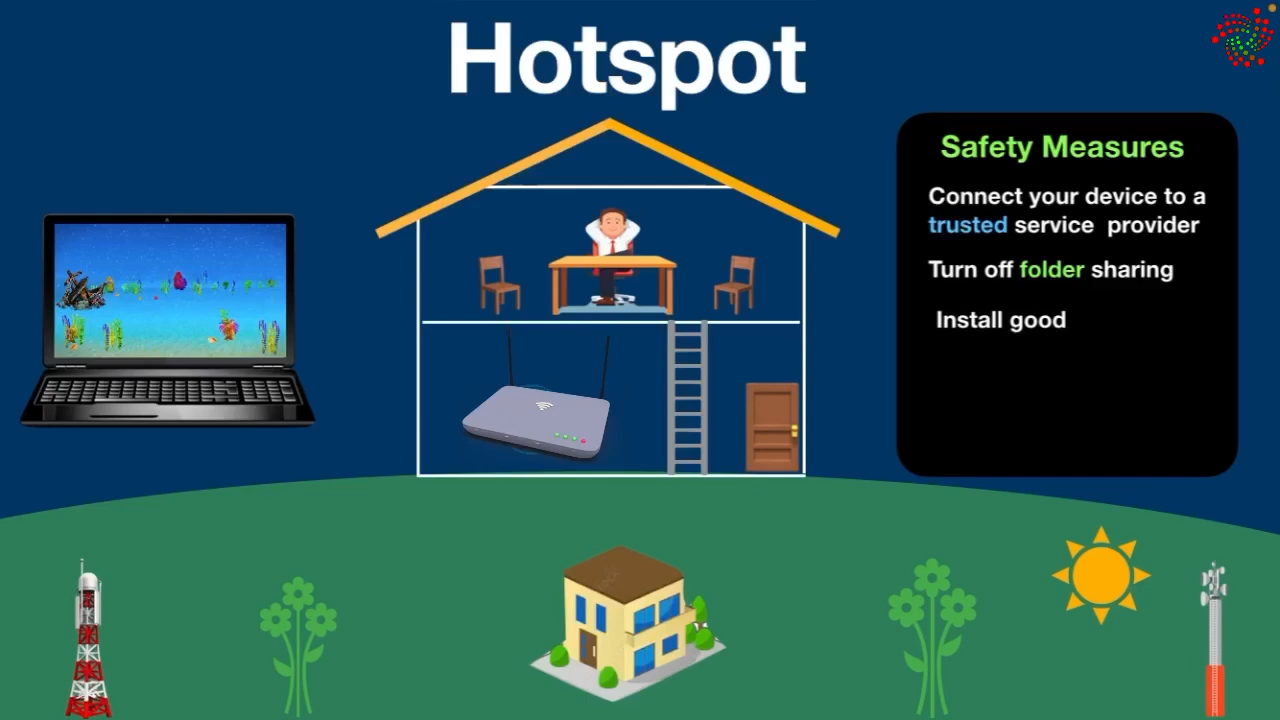 Hotspot
Safety Measures
Connect your device to a
trusted service provider
Turn off folder sharing
Install good